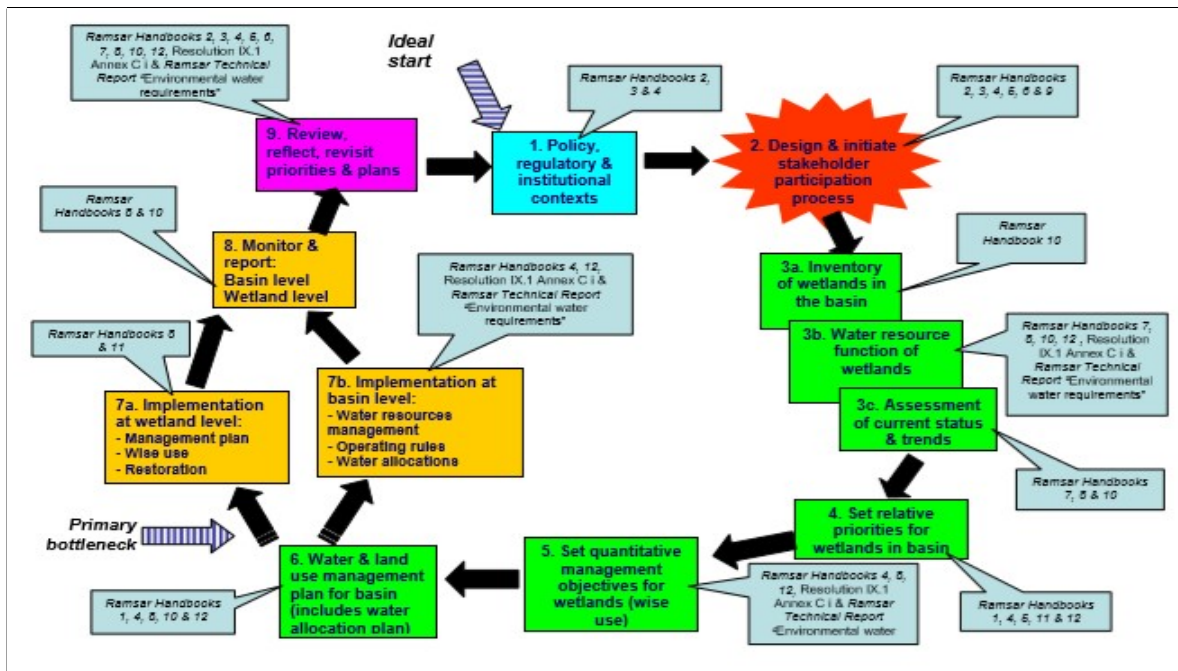 Ramsar Handbooks 2, 3, 4, 5, 6,
7, 8, 10, 12, Resolution IX.1
Annex C i & Ramsar Technical
Report "Environmental water
requirements"
Ideal
start
Ramsar Handbooks 2,
3 & 4
Ramsar Handbooks
2, 3, 4, 5, 6 & 9
9. Review,
reflect, revisit
priorities & plans
1. Policy,
regulatory &
institutional
contexts
2. Design & initiate
stakeholder
participation
process
Ramsar
Handbooks 8 & 10
8. Monitor &
report:
Basin level
Wetland level
Ramsar Handbooks 4, 12,
Resolution IX.1 Annex C i &
Ramsar Technical Report
"Environmental water
requirements"
3a. Inventory
of wetlands in
the basin
Ramsar
Handbook 10
3b. Water resource
function of
wetlands
Ramsar Handbooks 7,
8, 10, 12, Resolution
IX.1 Annex C i &
Ramsar Technical
Report "Environmental
water requirements"
3c. Assessment
of current status
& trends
Ramsar Handbooks
7, 8 & 10
Ramsar Handbooks
& 11
7a. Implementation
at wetland level:
- Management plan
- Wise use
- Restoration
7b. Implementation at
basin level:
- Water resources
management
- Operating rules
- Water allocations
Primary
bottleneck
4. Set relative
priorities for
wetlands in basin
Ramsar Handbooks
1, 4, 11 & 12
5. Set quantitative
management
objectives for
wetlands (wise
use)
Ramsar Handbooks 4,
12, Resolution IX.1
Annex C i & Ramsar
Technical Report
"Environmental water
6. Water & land
use management
plan for basin
(includes water
allocation plan)
Ramsar Handbooks
1, 4, 10 & 12